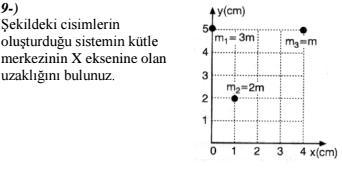 9-)
Şekildeki cisimlerin
oluşturduğu sistemin kütle
merkezinin X eksenine olan
uzaklığını bulunuz.
y(cm)
5
m₁=3m
m₃=m
4
3
m₂=2m
2
1
0 1 2 3 4 x(cm)